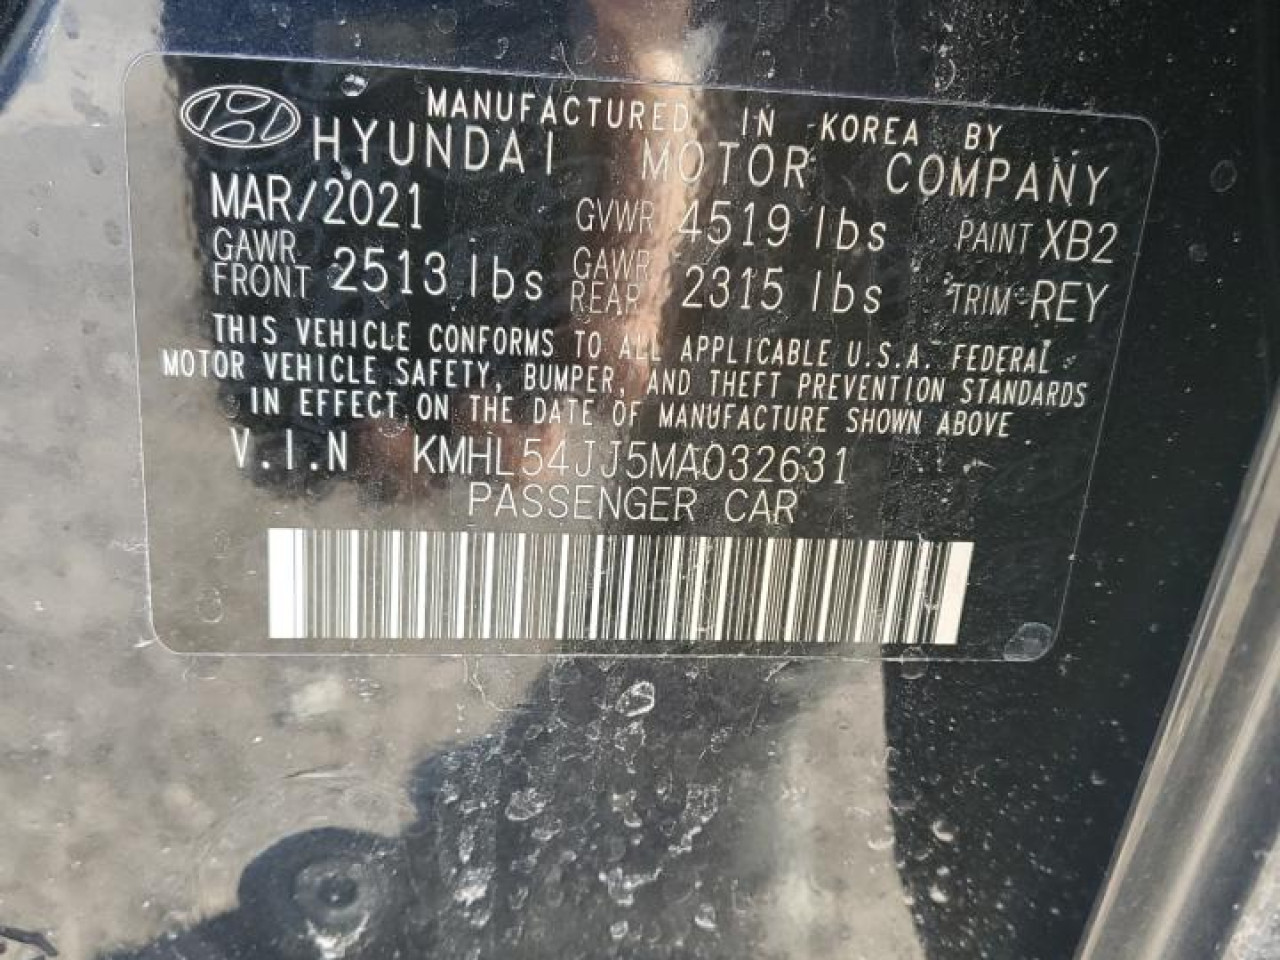 MANUFACTURED IN KOREA BY
HYUNDAI MOTOR COMPANY
MAR/2021 GVWR 4519 lbs PAINT XB2
GAWR FRONT 2513 lbs GAWR REAR 2315 lbs TRIM REY
THIS VEHICLE CONFORMS TO ALL APPLICABLE U.S.A. FEDERAL
MOTOR VEHICLE SAFETY, BUMPER, AND THEFT PREVENTION STANDARDS
IN EFFECT ON THE DATE OF MANUFACTURE SHOWN ABOVE
V.I.N KMHL54JJ5MA032631
PASSENGER CAR